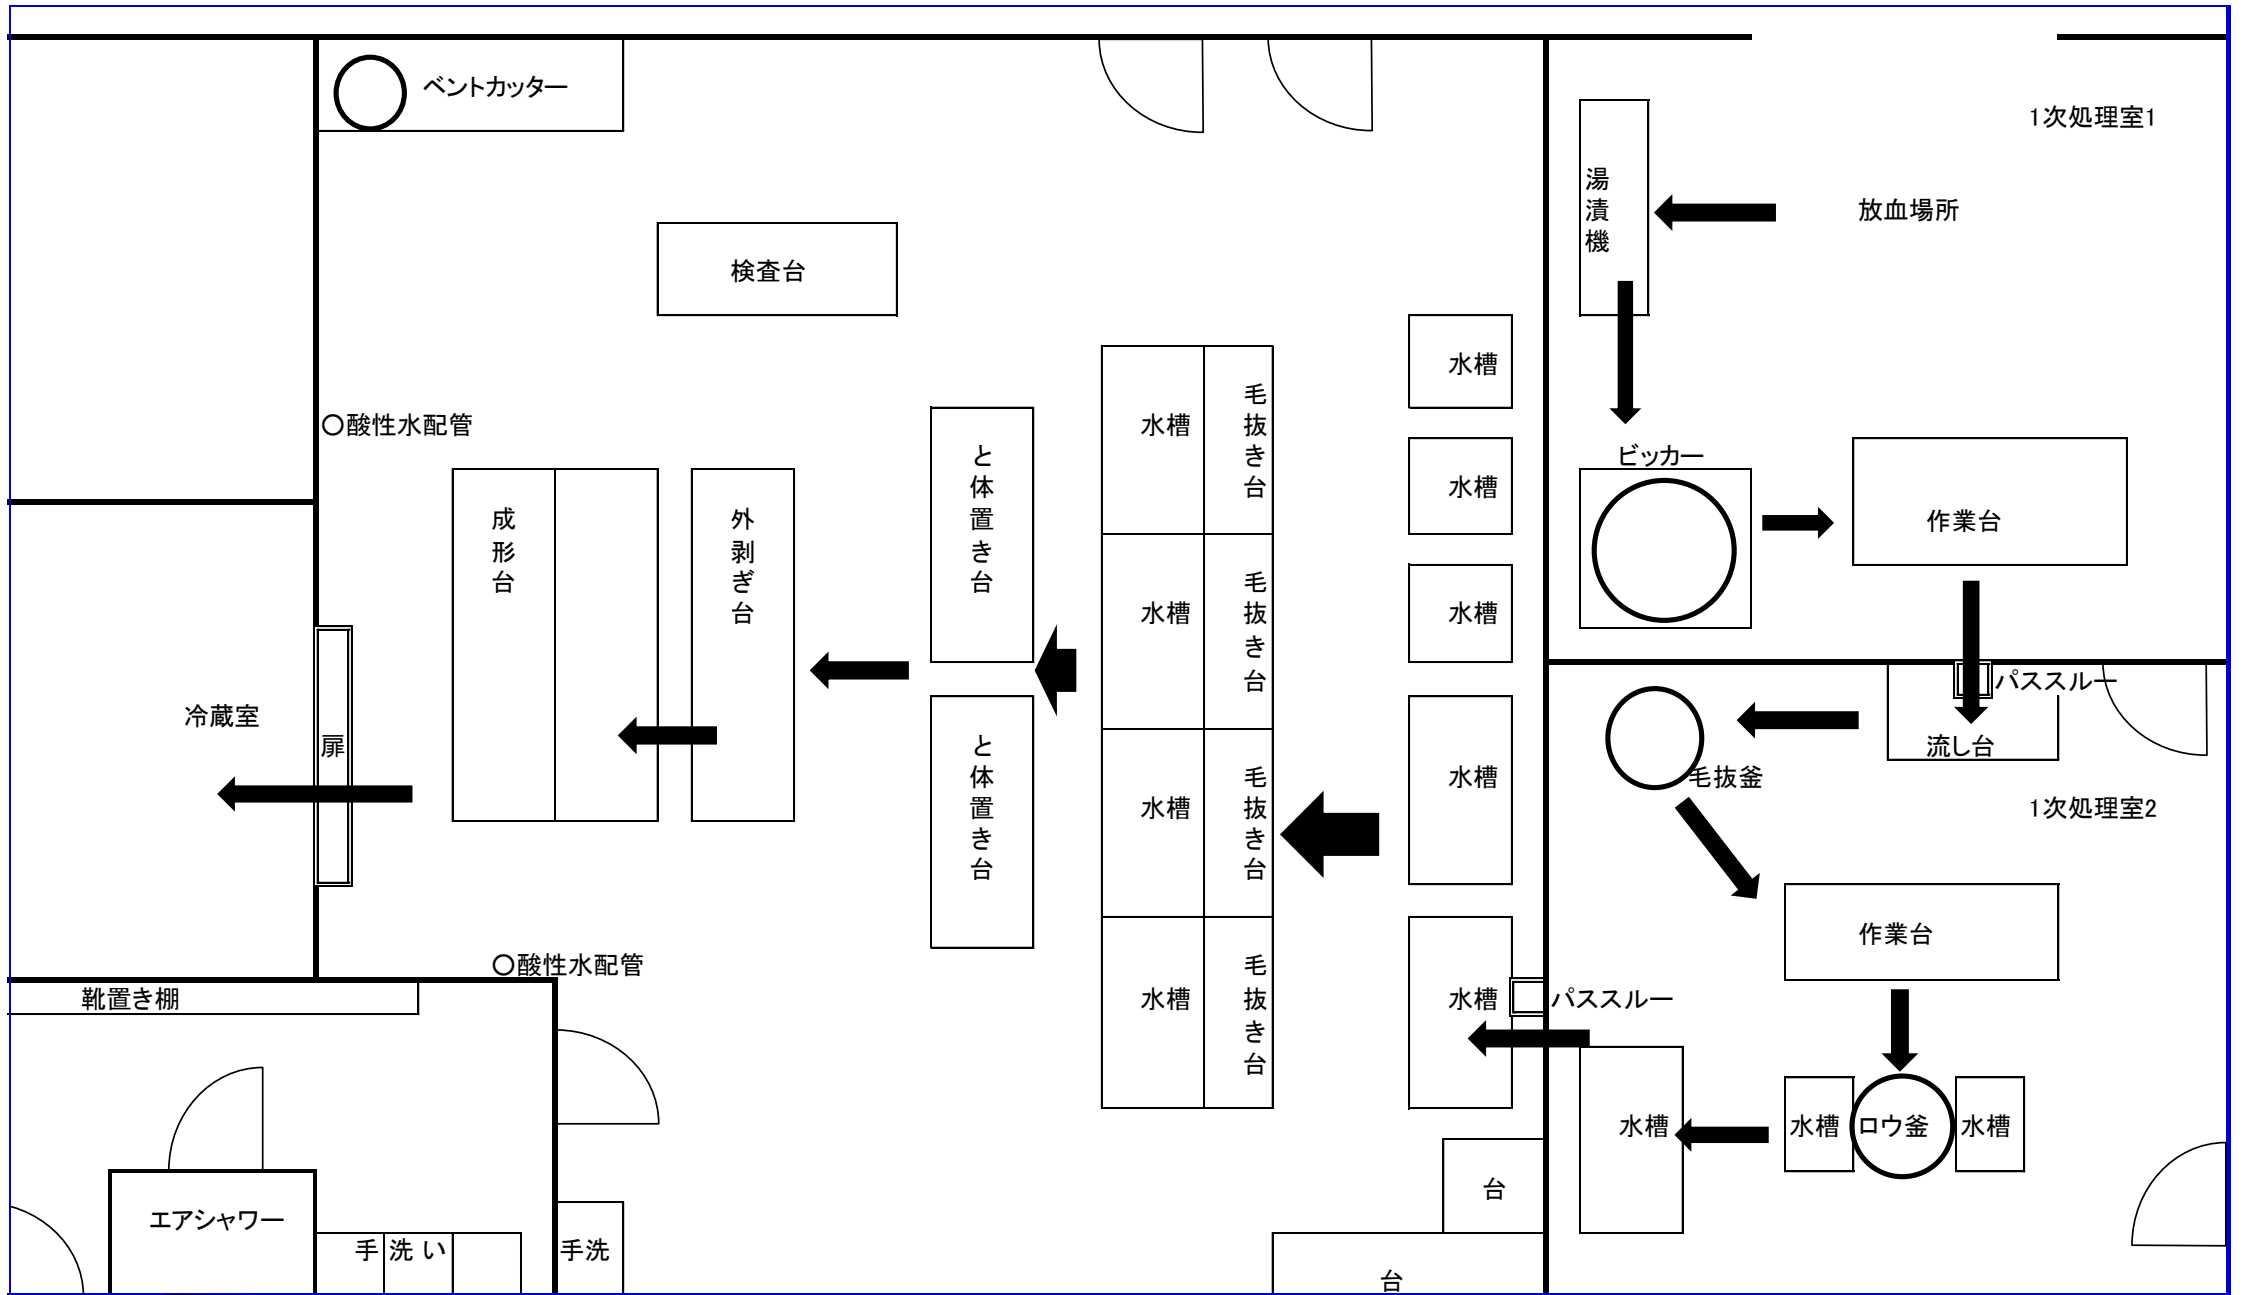 ベントカッター
1次処理室1
湯漬機
放血場所
検査台
水槽
水槽
毛抜き台
○酸性水配管
と体置き台
ビッカー
水槽
成形台
外剥ぎ台
作業台
水槽
毛抜き台
水槽
パススルー
冷蔵室
扉
と体置き台
流し台
水槽
毛抜釜
水槽
毛抜き台
1次処理室2
作業台
○酸性水配管
靴置き棚
水槽
毛抜き台
水槽
パススルー
水槽
水槽
ロウ釜
水槽
台
エアシャワー
手洗い
手洗
台